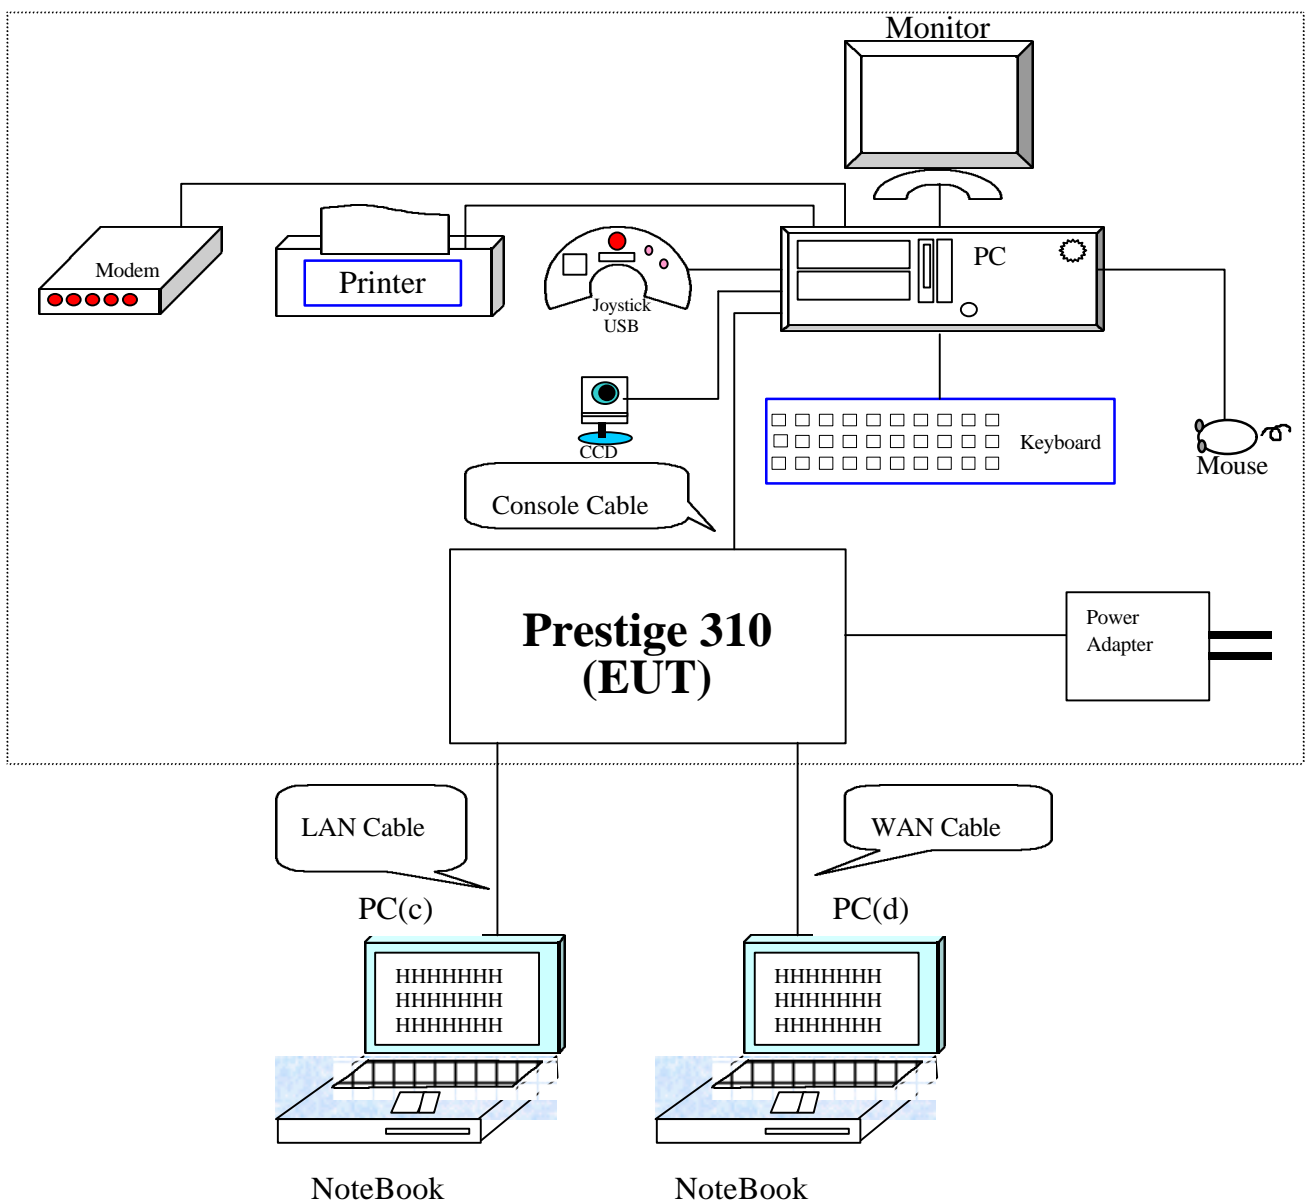 Monitor
PC
Modem
Printer
Joystick
USB
CCD
Keyboard
Mouse
Console Cable
Prestige 310
(EUT)
Power
Adapter
LAN Cable
WAN Cable
PC(c)
PC(d)
HHHHHHH
HHHHHHH
HHHHHHH
HHHHHHH
HHHHHHH
HHHHHHH
NoteBook
NoteBook